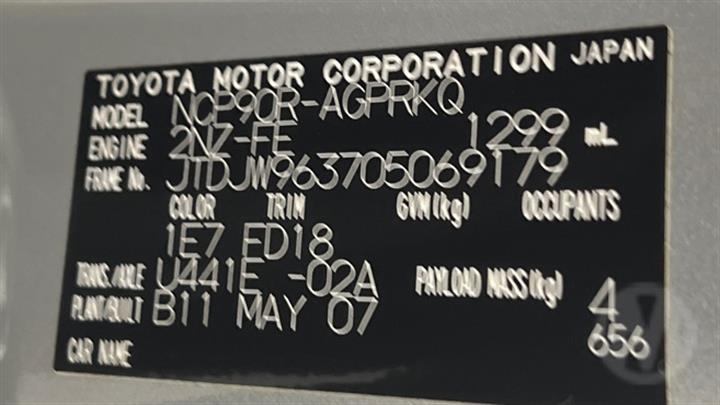 TOYOTA MOTOR CORPORATION JAPAN
MODEL NCP90R-AGPRKQ
ENGINE 2NZ-FE 1299 mL
FRAME No. JTDJW963705069179
COLOR TRIM GVM(kg) OCCUPANTS
1E7 FD18
TRANS./AXLE U441E -02A PAYLOAD MASS(kg) 4
PLANT/BUILT B11 MAY 07 656
CAR NAME